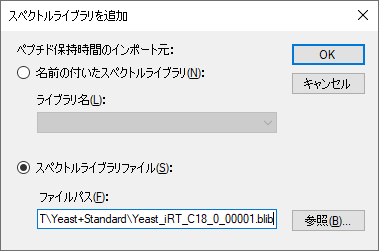 スペクトルライブラリを追加
ペプチド保持時間のインポート元:
OK
名前の付いたスペクトルライブラリ(N):
キャンセル
ライブラリ名(L):
スペクトルライブラリファイル(S):
ファイルパス(F):
T\Yeast+Standard\Yeast_iRT_C18_0_00001.blib
参照(B)...